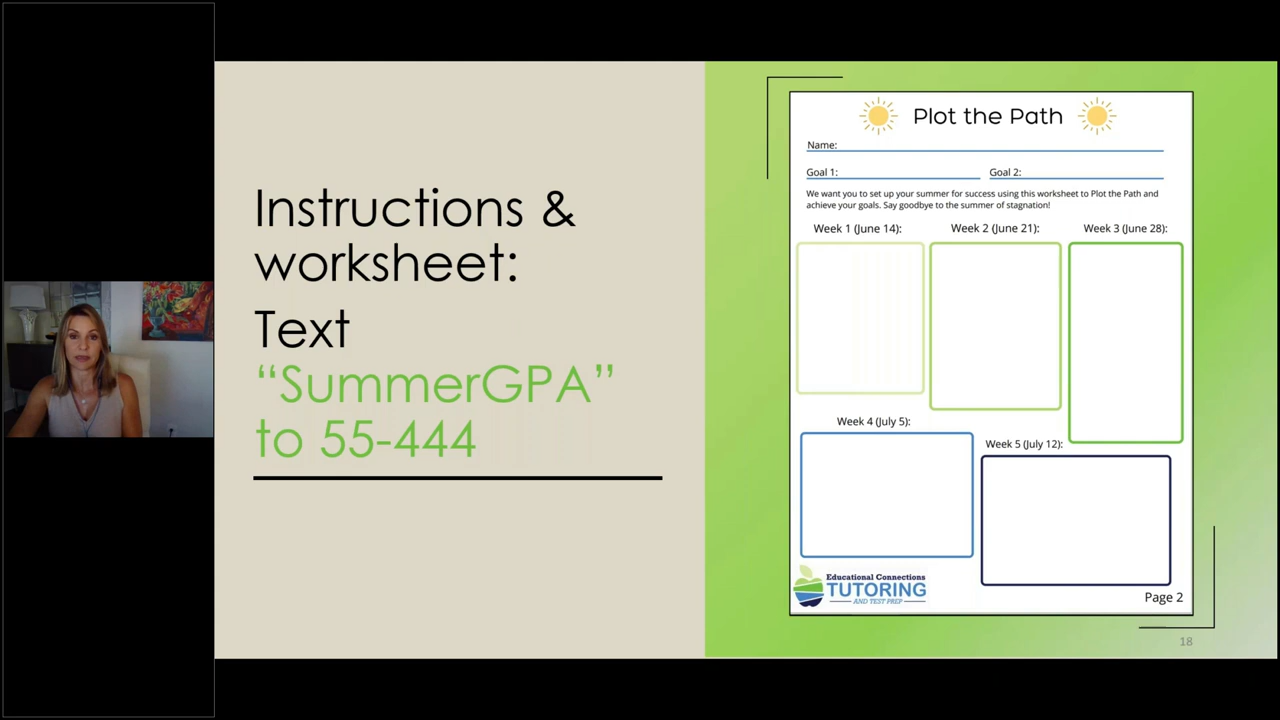 Instructions &
worksheet:
Text
“SummerGPA”
to 55-444
Plot the Path
Name:
Goal 1:
Goal 2:
We want you to set up your summer for success using this worksheet to Plot the Path and
achieve your goals. Say goodbye to the summer of stagnation!
Week 1 (June 14):
Week 2 (June 21):
Week 3 (June 28):
Week 4 (July 5):
Week 5 (July 12):
Educational Connections
TUTORING
AND TEST PREP
Page 2
18